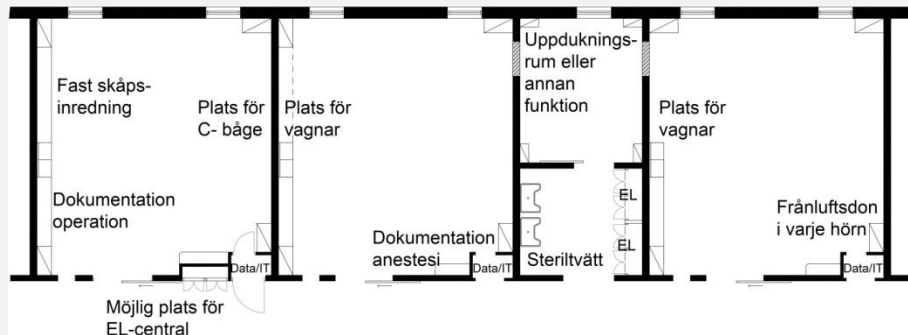 Fast skåps-
inredning
Plats för
C- båge
Dokumentation
operation
Data/IT
Möjlig plats för
EL-central
Plats för
vagnar
Dokumentation
anestesi
Data/IT
Uppduknings-
rum eller
annan
funktion
EL
EL
Steriltvätt
Plats för
vagnar
Frånluftsdon
i varje hörn
Data/IT